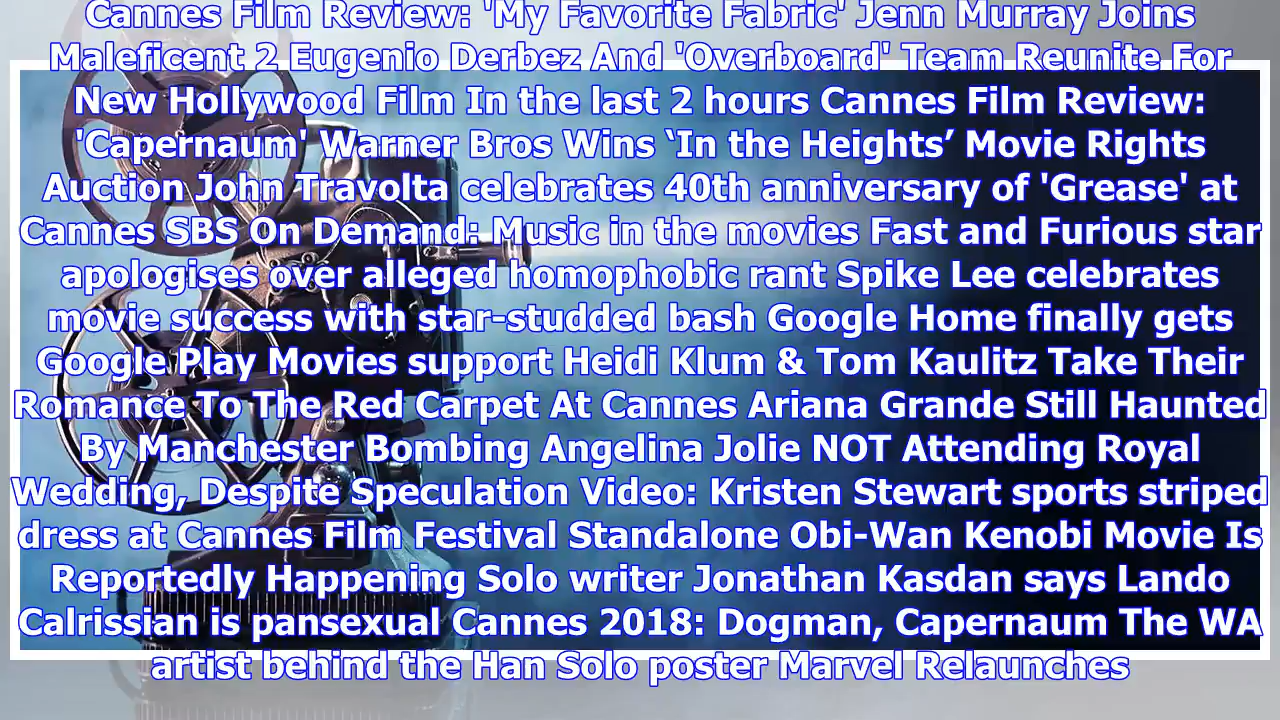 Cannes Film Review: 'My Favorite Fabric' Jenn Murray Joins
Maleficent 2 Eugenio Derbez And 'Overboard' Team Reunite For
New Hollywood Film In the last 2 hours Cannes Film Review:
'Capernaum' Warner Bros Wins ‘In the Heights’ Movie Rights
Auction John Travolta celebrates 40th anniversary of 'Grease' at
Cannes SBS On Demand: Music in the movies Fast and Furious star
apologises over alleged homophobic rant Spike Lee celebrates
movie success with star-studded bash Google Home finally gets
Google Play Movies support Heidi Klum & Tom Kaulitz Take Their
Romance To The Red Carpet At Cannes Ariana Grande Still Haunted
By Manchester Bombing Angelina Jolie NOT Attending Royal
Wedding, Despite Speculation Video: Kristen Stewart sports striped
dress at Cannes Film Festival Standalone Obi-Wan Kenobi Movie Is
Reportedly Happening Solo writer Jonathan Kasdan says Lando
Calrissian is pansexual Cannes 2018: Dogman, Capernaum The WA
artist behind the Han Solo poster Marvel Relaunches